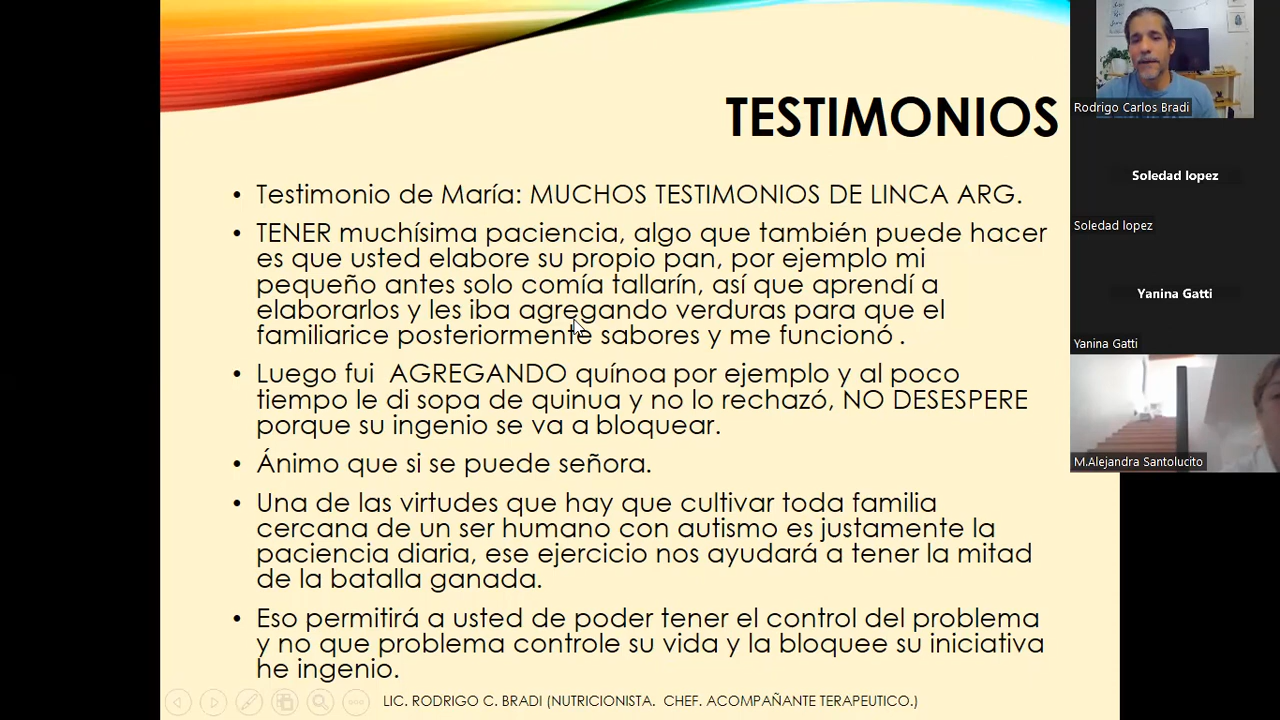 TESTIMONIOS
• Testimonio de María: MUCHOS TESTIMONIOS DE LINCA ARG.
• TENER muchísima paciencia, algo que también puede hacer
es que usted elabore su propio pan, por ejemplo mi
pequeño antes solo comía tallarín, así que aprendí a
elaborarlos y les iba agregando verduras para que el
familiarice posteriormente sabores y me funcionó .
• Luego fui AGREGANDO quínoa por ejemplo y al poco
tiempo le di sopa de quinua y no lo rechazó, NO DESESPERE
porque su ingenio se va a bloquear.
• Ánimo que si se puede señora.
• Una de las virtudes que hay que cultivar toda familia
cercana de un ser humano con autismo es justamente la
paciencia diaria, ese ejercicio nos ayudará a tener la mitad
de la batalla ganada.
• Eso permitirá a usted de poder tener el control del problema
y no que problema controle su vida y la bloquee su iniciativa
he ingenio.
LIC. RODRIGO C. BRADI (NUTRICIONISTA. CHEF. ACOMPAÑANTE TERAPEUTICO.)
Rodrigo Carlos Bradi
Soledad lopez
Soledad lopez
Yanina Gatti
Yanina Gatti
M.Alejandra Santolucito